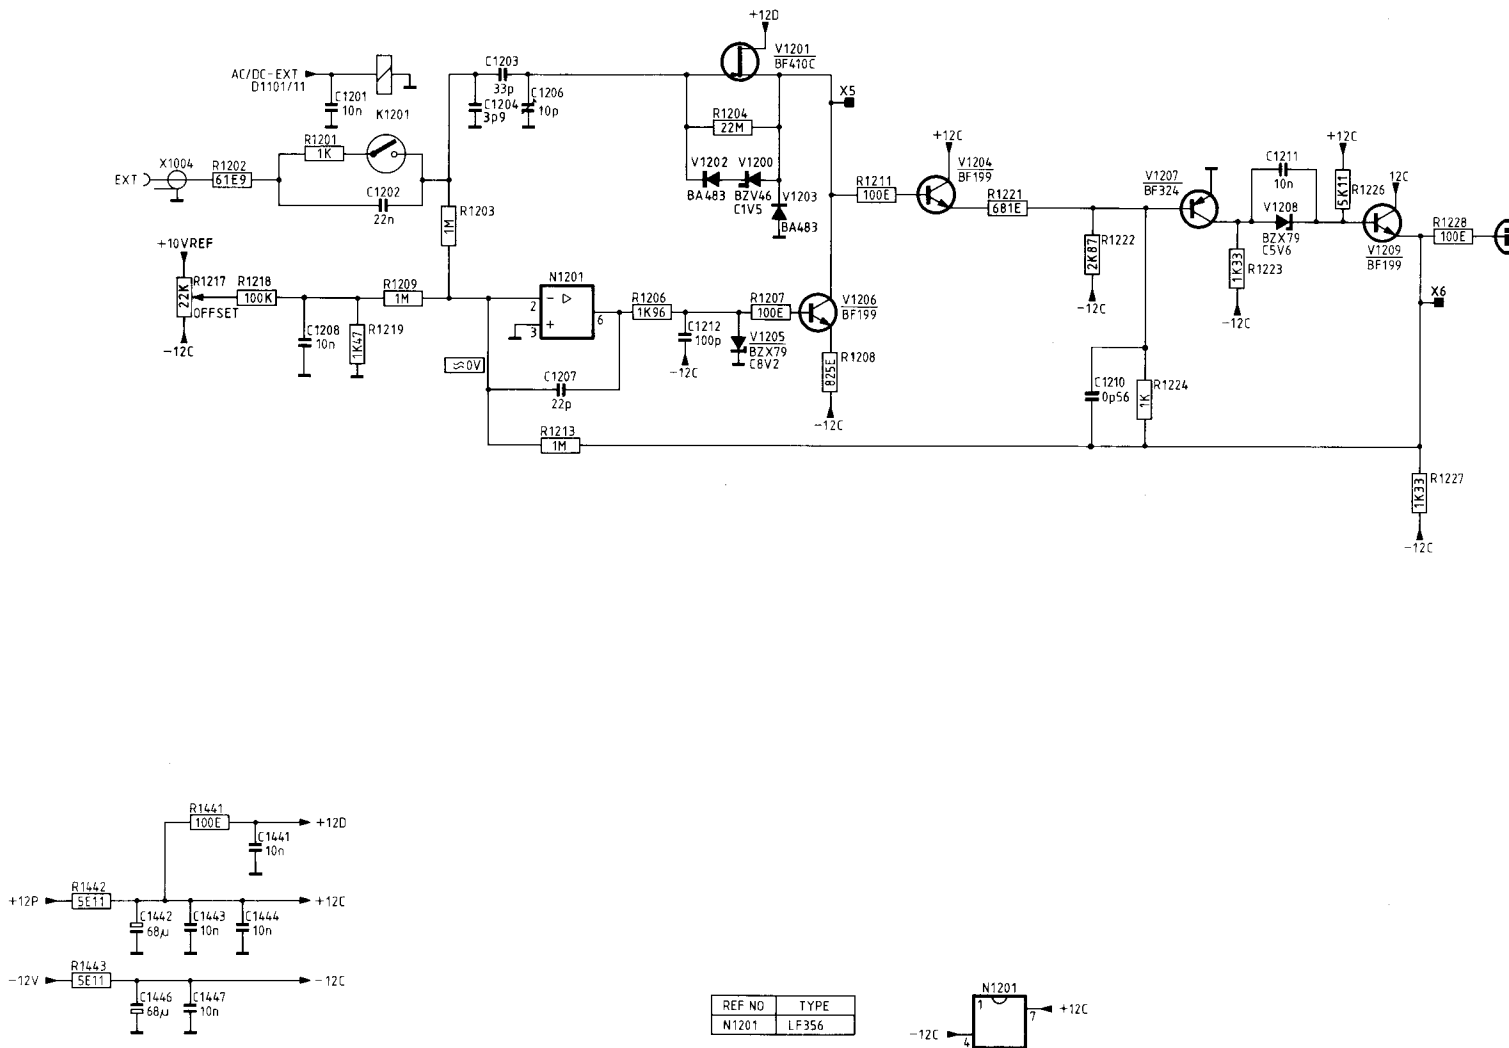 +12D
V1201
BF410C
AC/DC-EXT
D1101/11
C1201
10n
K1201
C1203
33p
C1204
3p9
C1206
10p
R1204
22M
X5
R1201
1K
X1004
R1202
EXT
61E9
C1202
22n
V1202
V1200
BA483
BZV46
C1V5
V1203
BA483
+12C
V1204
BF199
R1211
100E
R1221
681E
V1207
BF324
C1211
10n
+12C
R1226
5K11
12C
V1208
BZX79
C5V6
V1209
BF199
R1228
100E
R1203
1M
R1222
2K87
-12C
R1223
1K33
-12C
X6
+10VREF
R1217
22K
OFFSET
-12C
R1218
100K
R1209
1M
C1208
10n
R1219
1K47
N1201
-
2
+
3
6
R1206
1K96
C1212
100p
-12C
R1207
100E
V1205
BZX79
C8V2
V1206
BF199
R1208
825E
-12C
≈0V
C1207
22p
C1210
0p56
R1224
1K
R1213
1M
R1227
1K33
-12C
R1441
100E
+12D
C1441
10n
+12P
R1442
5E11
+12C
C1442
68µ
C1443
10n
C1444
10n
-12V
R1443
5E11
-12C
C1446
68µ
C1447
10n
REF NO TYPE
N1201 LF356
N1201
1
7
+12C
-12C
4